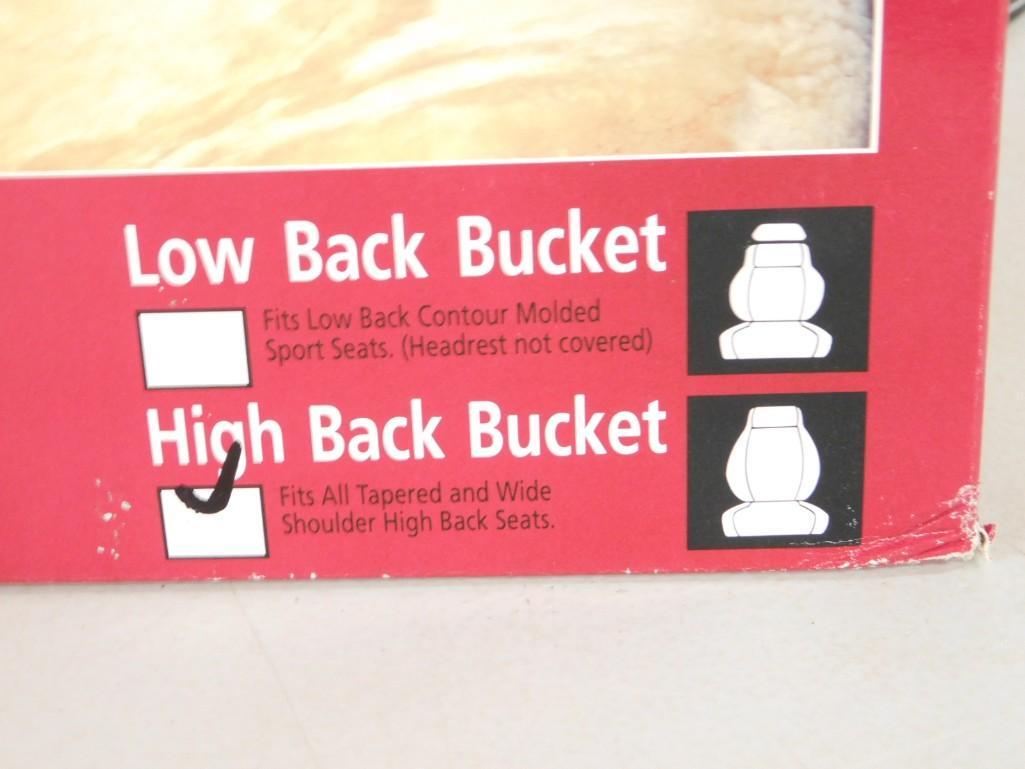 Low Back Bucket
Fits Low Back Contour Molded
Sport Seats. (Headrest not covered)
High Back Bucket
Fits All Tapered and Wide
Shoulder High Back Seats.